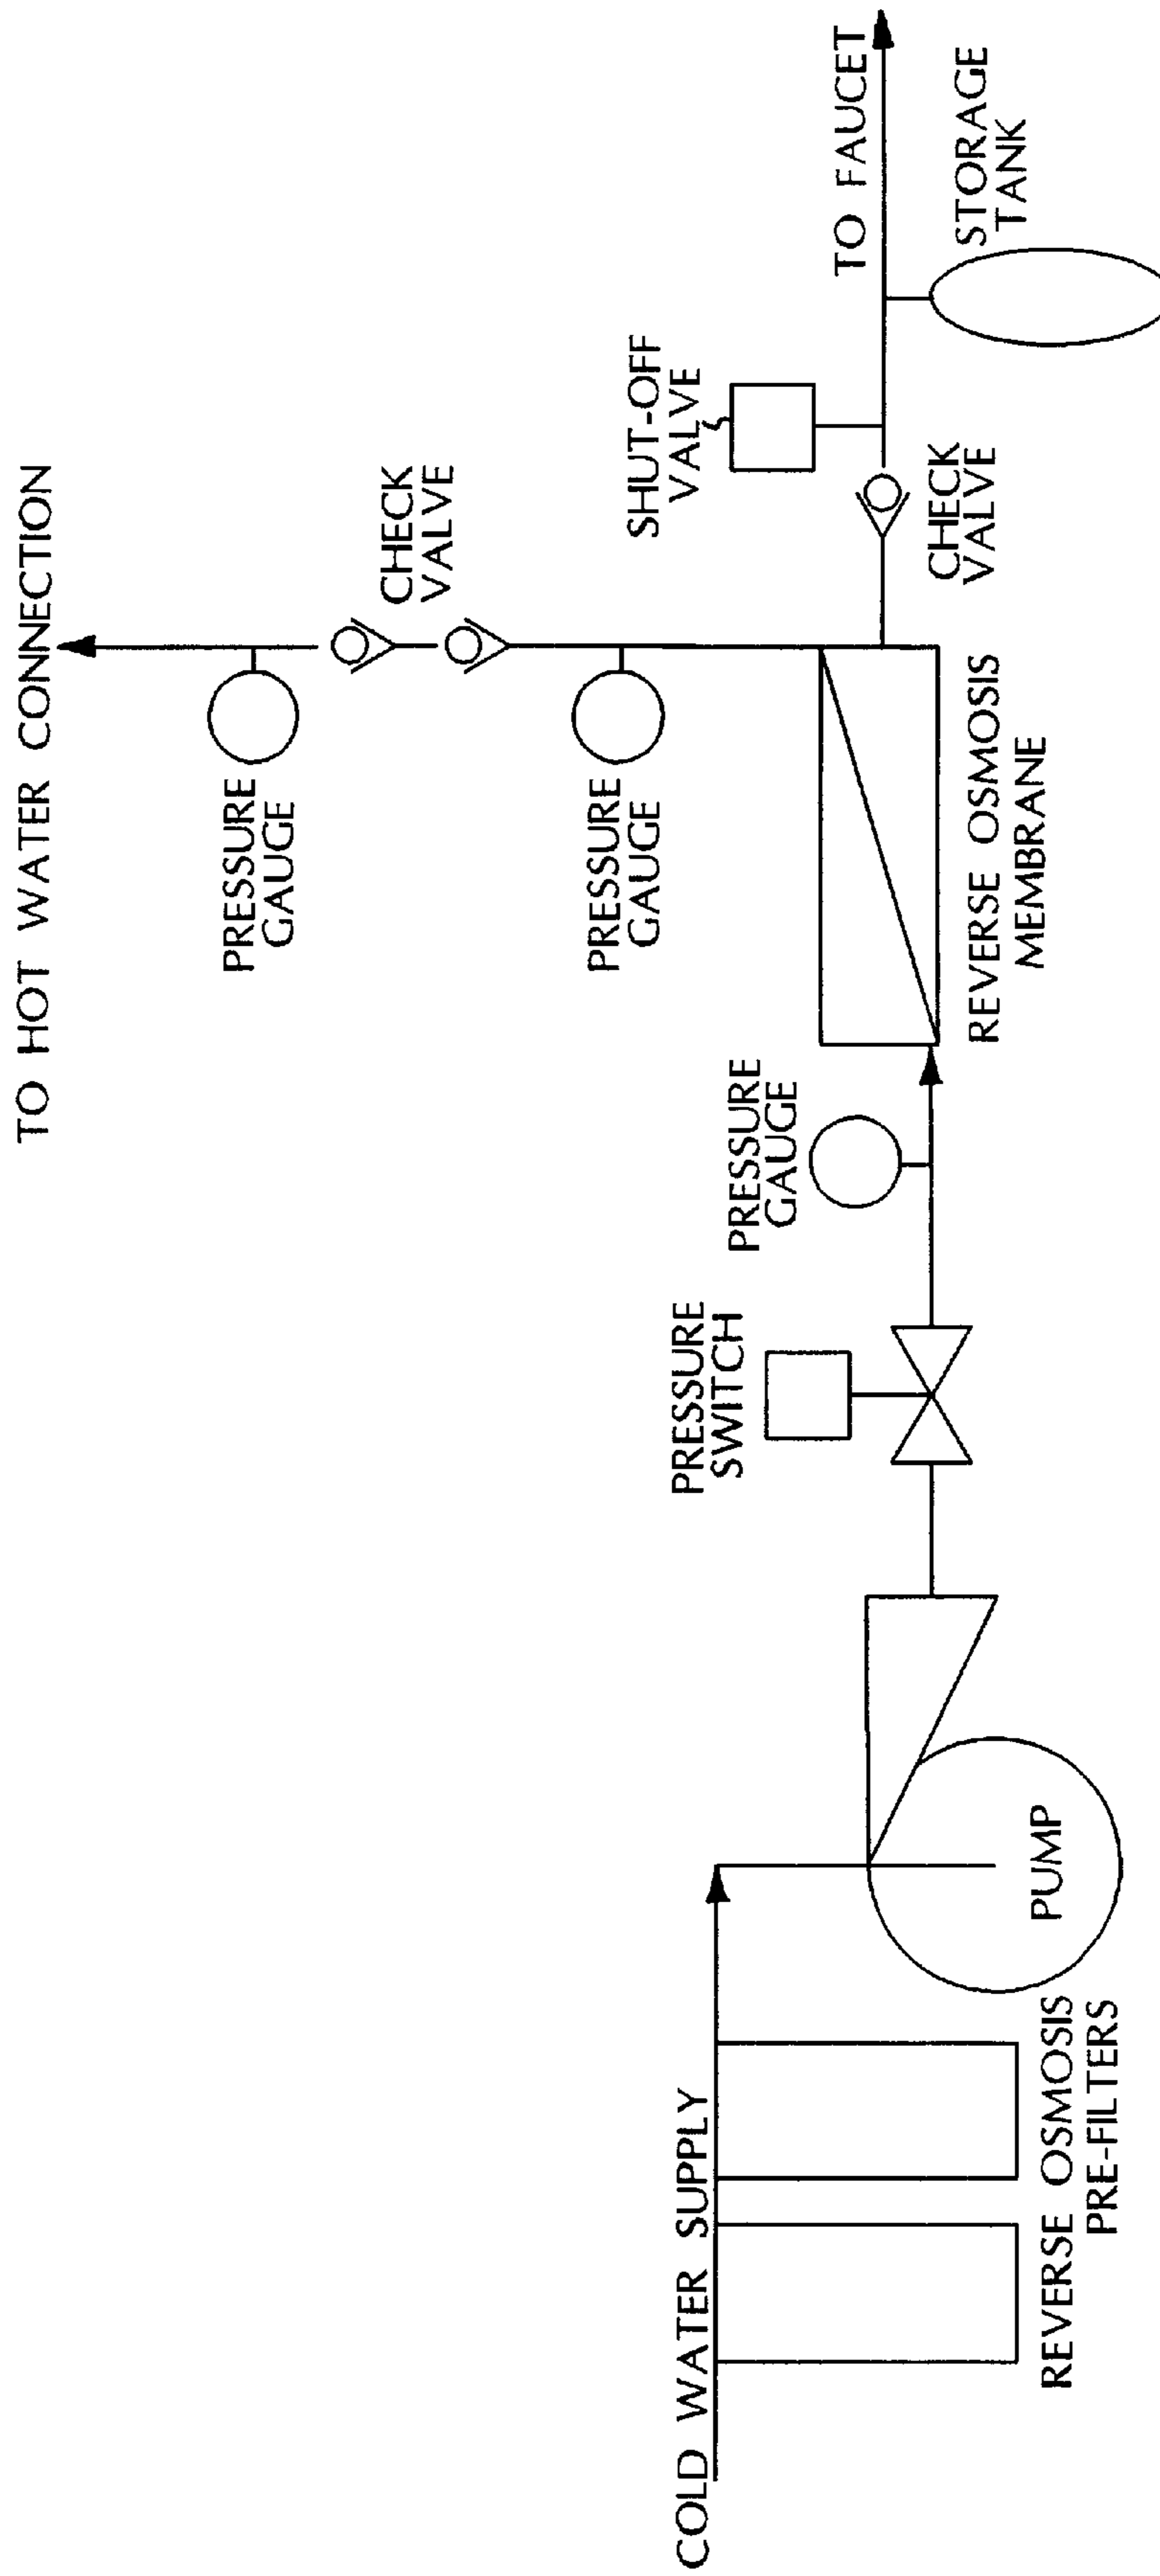 TO HOT WATER CONNECTION
PRESSURE
GAUGE
CHECK
VALVE
PRESSURE
GAUGE
SHUT-OFF
VALVE
TO FAUCET
STORAGE
TANK
CHECK
VALVE
REVERSE OSMOSIS
MEMBRANE
PRESSURE
GAUGE
PRESSURE
SWITCH
COLD WATER SUPPLY
PUMP
REVERSE OSMOSIS
PRE-FILTERS